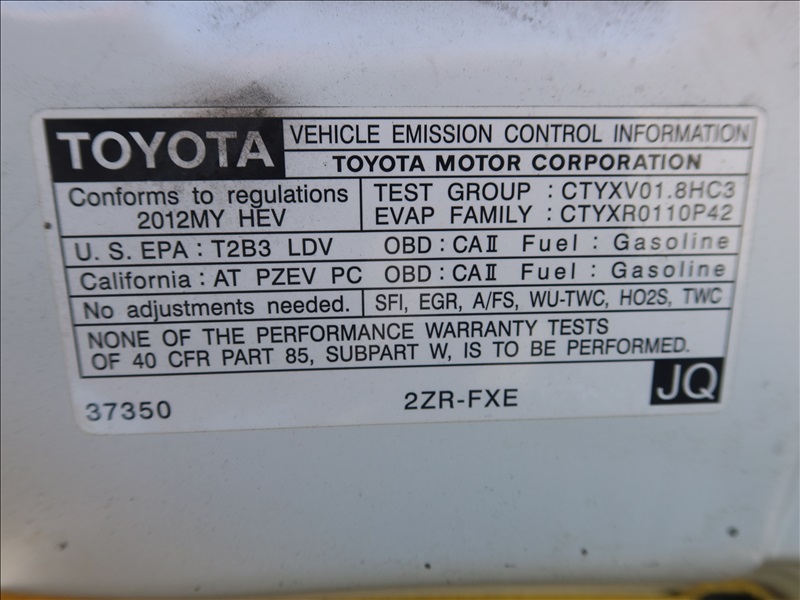 TOYOTA VEHICLE EMISSION CONTROL INFORMATION
TOYOTA MOTOR CORPORATION
Conforms to regulations
2012MY HEV
TEST GROUP : CTYXV01.8HC3
EVAP FAMILY : CTYXR0110P42
U. S. EPA : T2B3 LDV OBD : CAⅡ Fuel : Gasoline
California : AT PZEV PC OBD : CAⅡ Fuel : Gasoline
No adjustments needed. SFI, EGR, A/FS, WU-TWC, HO2S, TWC
NONE OF THE PERFORMANCE WARRANTY TESTS
OF 40 CFR PART 85, SUBPART W, IS TO BE PERFORMED.
37350 2ZR-FXE JQ